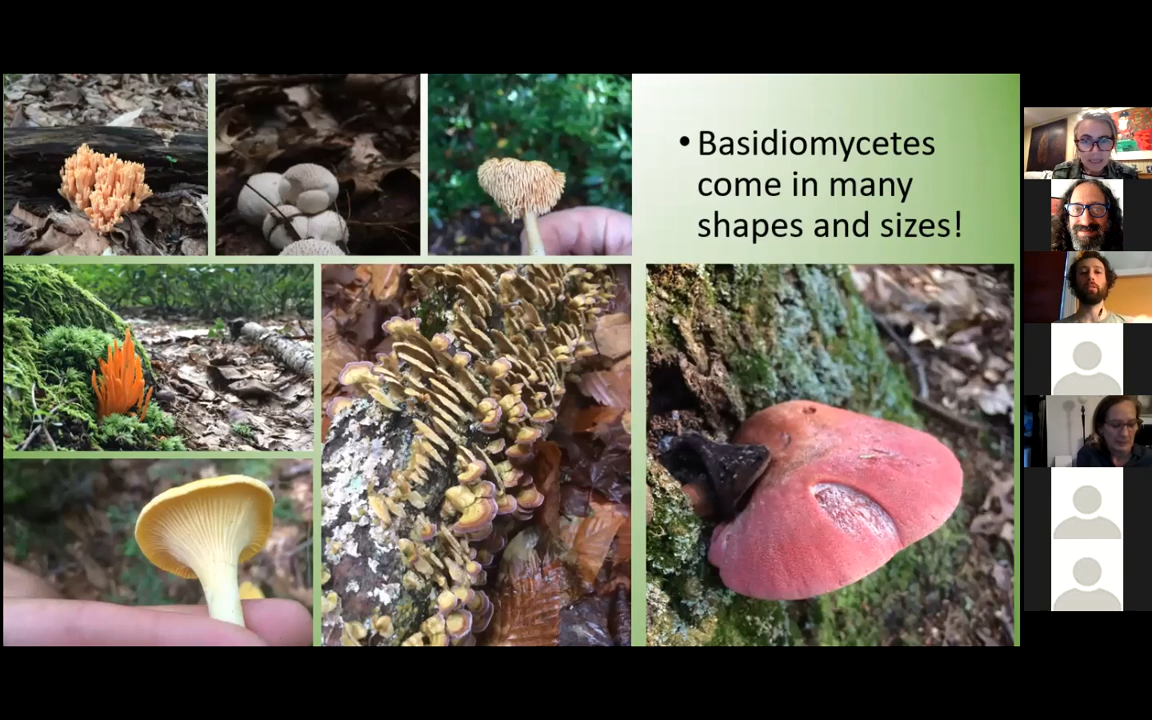 • Basidiomycetes
come in many
shapes and sizes!